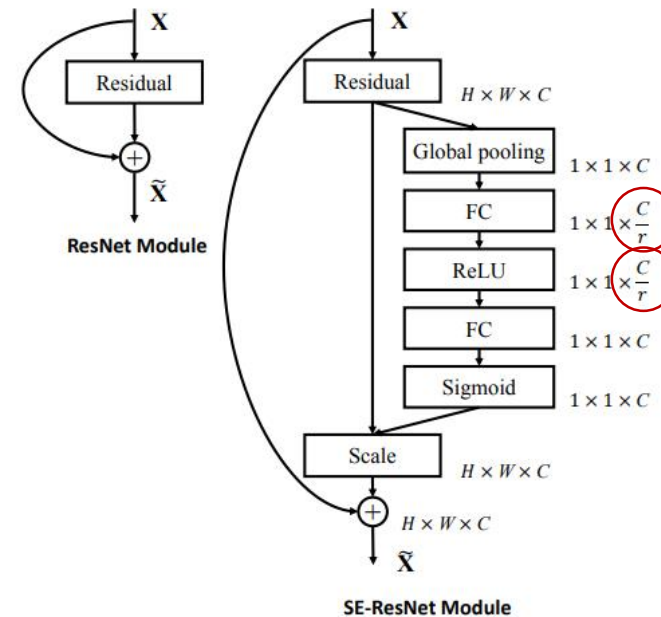 X
Residual
+
X̃
ResNet Module
X
Residual
H × W × C
Global pooling
1 × 1 × C
FC
1 × 1 × C/r
ReLU
1 × 1 × C/r
FC
1 × 1 × C
Sigmoid
1 × 1 × C
Scale
H × W × C
+
H × W × C
X̃
SE-ResNet Module